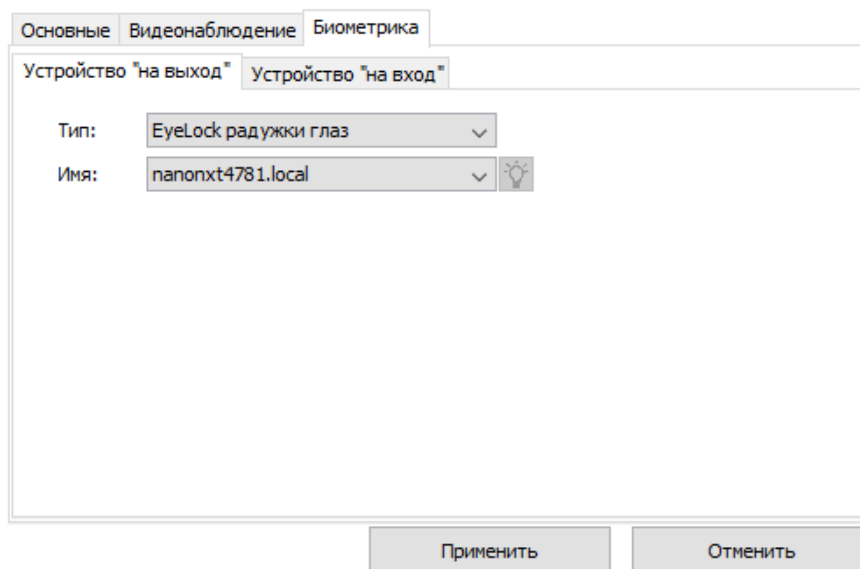 Основные Видеонаблюдение Биометрика
Устройство "на выход" Устройство "на вход"
Тип: EyeLock радужки глаз
Имя: nanonxt4781.local
Применить Отменить